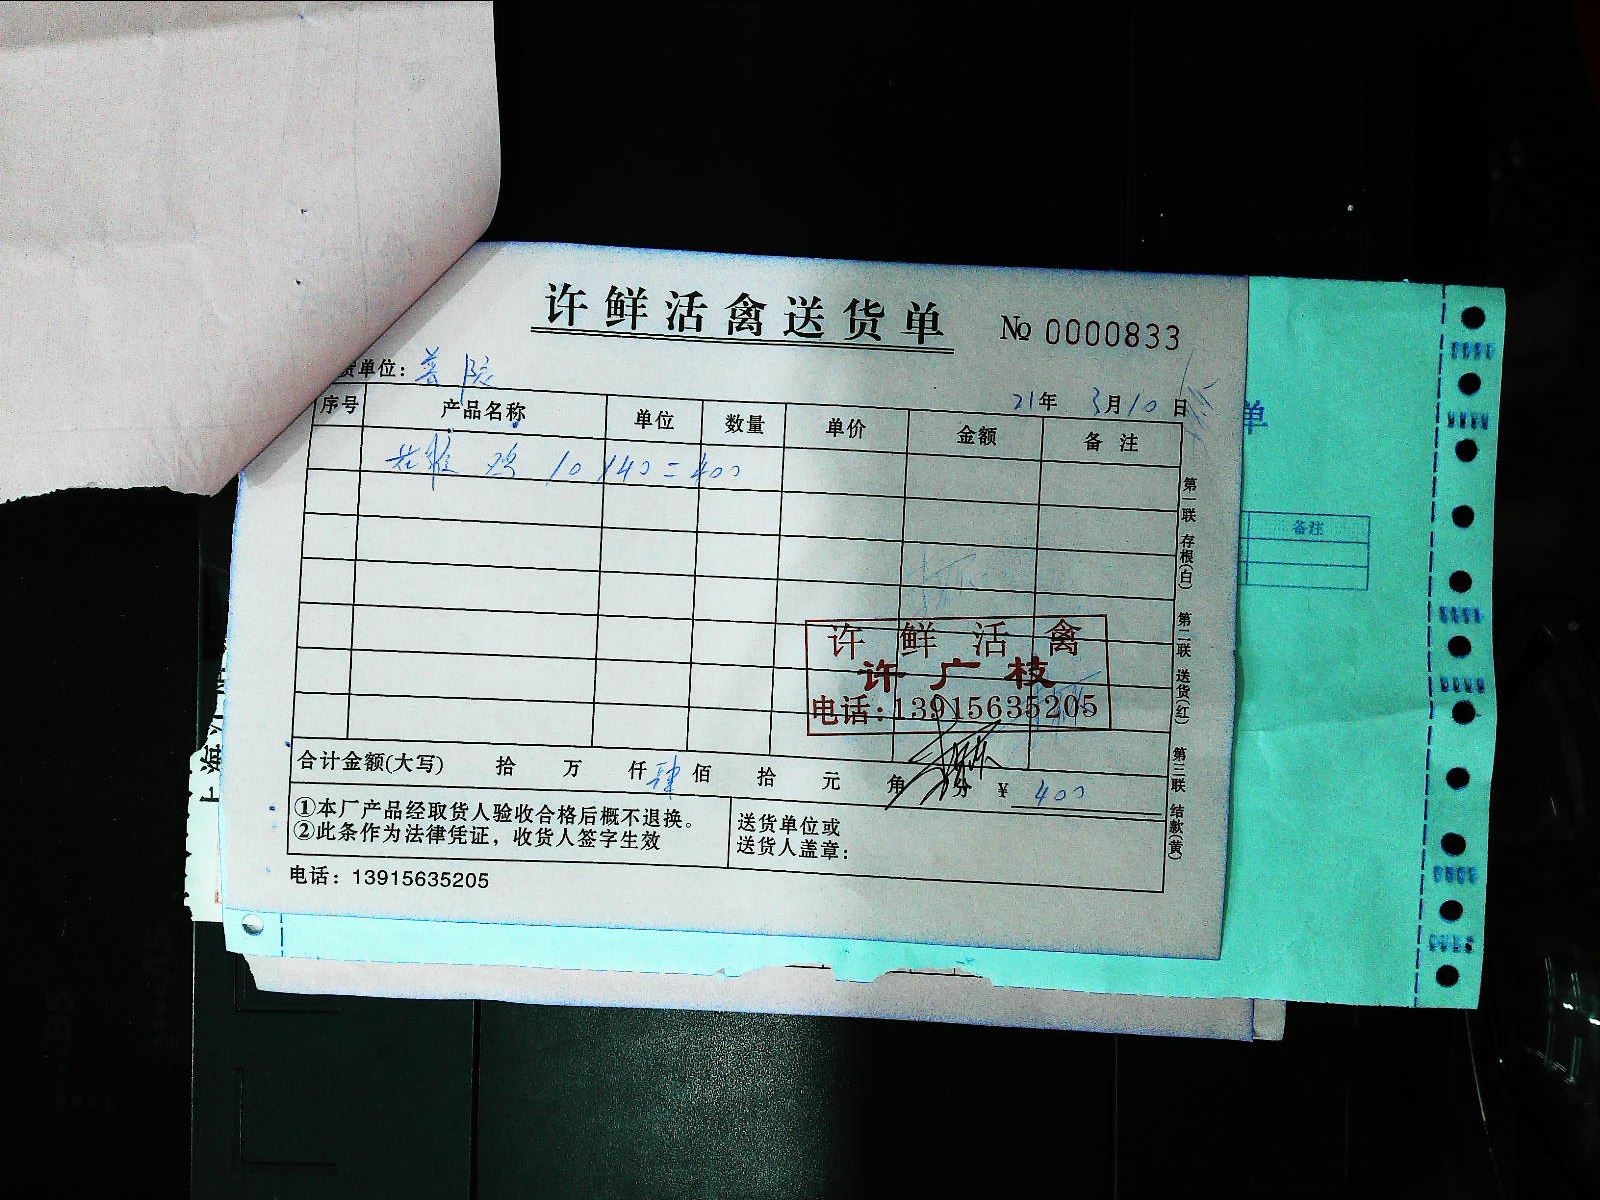 许鲜活禽送货单 № 0000833
货单位：普院
21年 3月10日
序号 产品名称 单位 数量 单价 金额 备注
鸡 10 140=400
许鲜活禽
许广枝
电话：13915635205
合计金额(大写) 拾 万 仟肆佰 拾 元 角 分 ¥ 400
①本厂产品经取货人验收合格后概不退换。
②此条作为法律凭证，收货人签字生效
送货单位或
送货人盖章：
电话：13915635205
第一联 存根(白) 第二联 送货(红) 第三联 结款(黄)
单
备注
上海